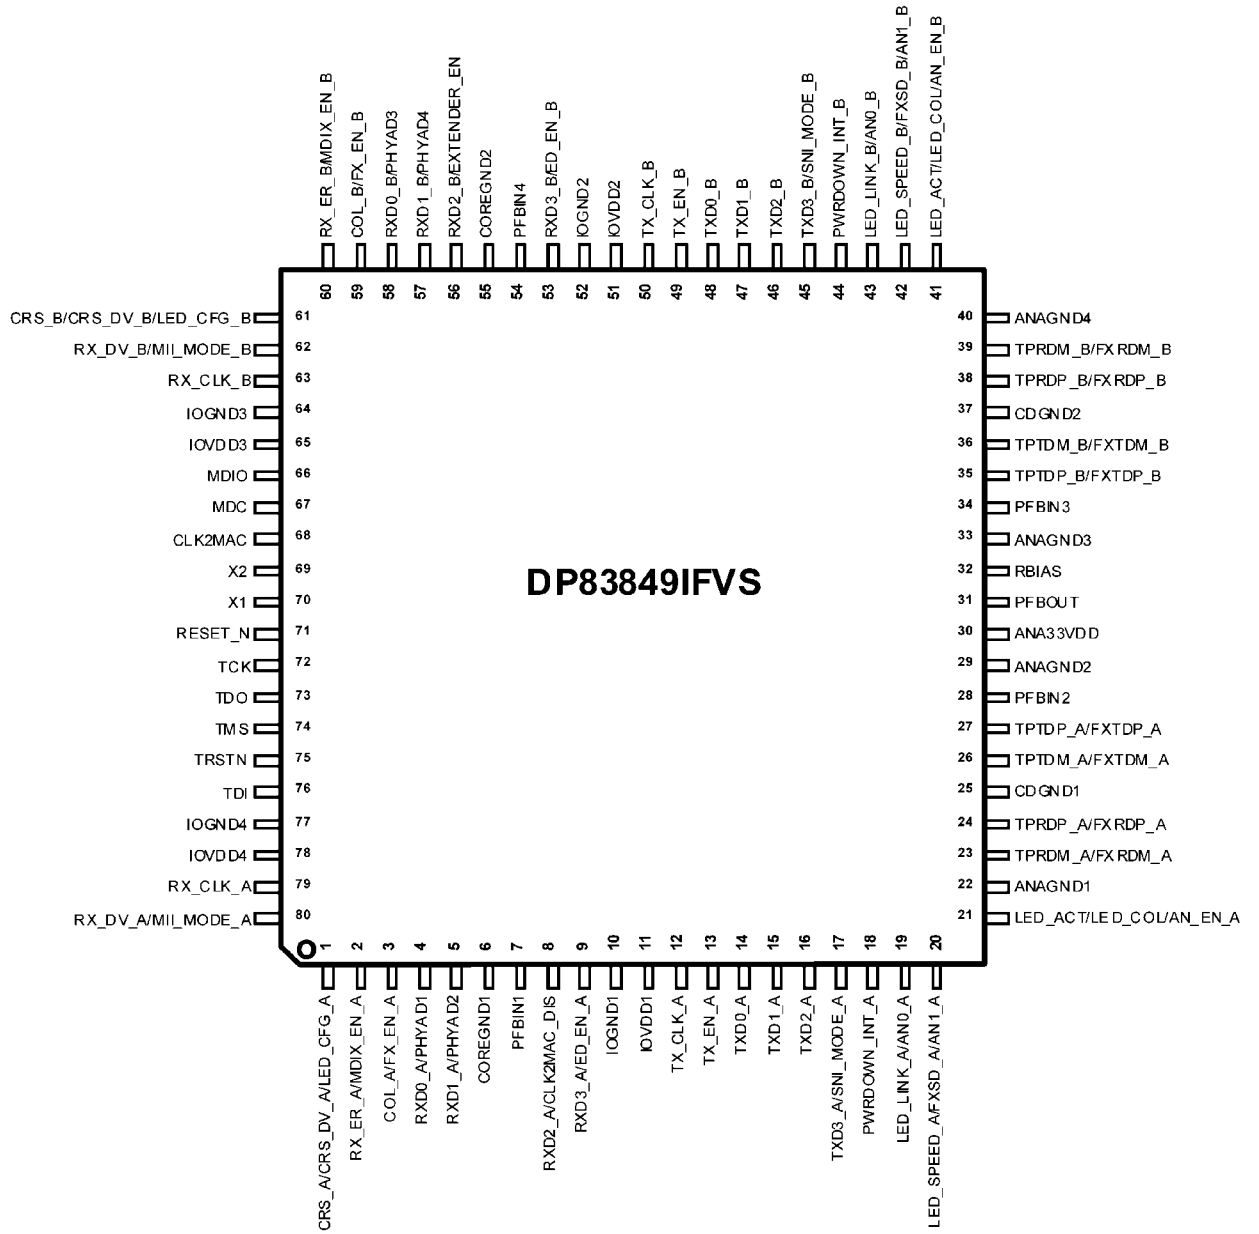 RX_ER_B/MDIX_EN_B
COL_B/FX_EN_B
RXD0_B/PHYAD3
RXD1_B/PHYAD4
RXD2_B/EXTENDER_EN
COREGND2
PFBIN4
RXD3_B/ED_EN_B
IOGND2
IOVDD2
TX_CLK_B
TX_EN_B
TXD0_B
TXD1_B
TXD2_B
TXD3_B/SNI_MODE_B
PWRDOWN_INT_B
LED_LINK_B/AN0_B
LED_SPEED_B/FXSD_B/AN1_B
LED_ACT/LED_COL/AN_EN_B
60
59
58
57
56
55
54
53
52
51
50
49
48
47
46
45
44
43
42
41
CRS_B/CRS_DV_B/LED_CFG_B 61
RX_DV_B/MII_MODE_B 62
RX_CLK_B 63
IOGND3 64
IOVDD3 65
MDIO 66
MDC 67
CLK2MAC 68
X2 69
X1 70
RESET_N 71
TCK 72
TDO 73
TMS 74
TRSTN 75
TDI 76
IOGND4 77
IOVDD4 78
RX_CLK_A 79
RX_DV_A/MII_MODE_A 80
DP83849IFVS
40 ANAGND4
39 TPRDM_B/FXRDM_B
38 TPRDP_B/FXRDP_B
37 CDGND2
36 TPTDM_B/FXTDM_B
35 TPTDP_B/FXTDP_B
34 PFBIN3
33 ANAGND3
32 RBIAS
31 PFBOUT
30 ANA33VDD
29 ANAGND2
28 PFBIN2
27 TPTDP_A/FXTDP_A
26 TPTDM_A/FXTDM_A
25 CDGND1
24 TPRDP_A/FXRDP_A
23 TPRDM_A/FXRDM_A
22 ANAGND1
21 LED_ACT/LED_COL/AN_EN_A
1
2
3
4
5
6
7
8
9
10
11
12
13
14
15
16
17
18
19
20
CRS_A/CRS_DV_A/LED_CFG_A
RX_ER_A/MDIX_EN_A
COL_A/FX_EN_A
RXD0_A/PHYAD1
RXD1_A/PHYAD2
COREGND1
PFBIN1
RXD2_A/CLK2MAC_DIS
RXD3_A/ED_EN_A
IOGND1
IOVDD1
TX_CLK_A
TX_EN_A
TXD0_A
TXD1_A
TXD2_A
TXD3_A/SNI_MODE_A
PWRDOWN_INT_A
LED_LINK_A/AN0_A
LED_SPEED_A/FXSD_A/AN1_A